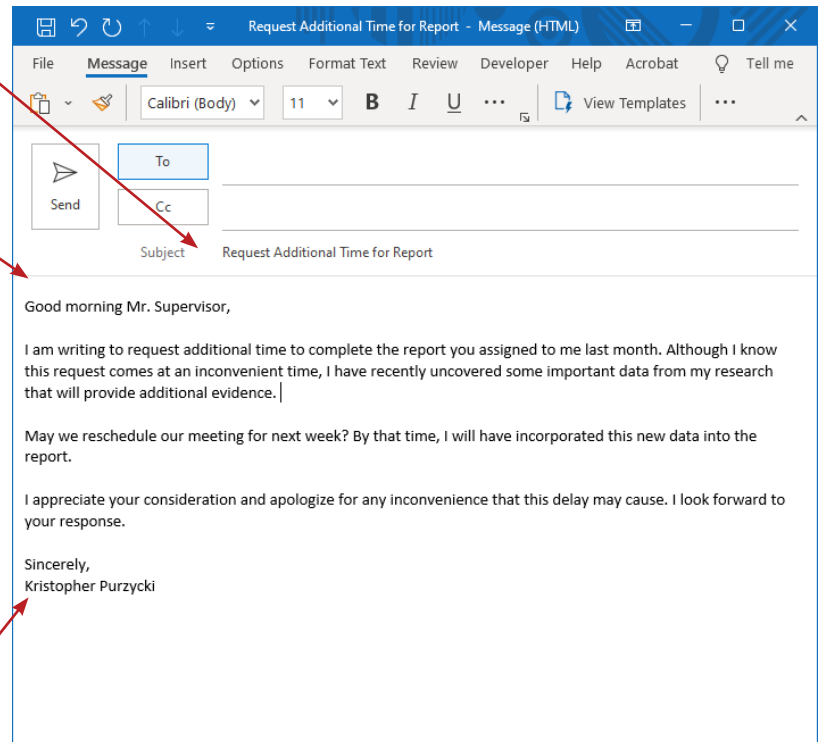 Request Additional Time for Report - Message (HTML)
File Message Insert Options Format Text Review Developer Help Acrobat Tell me
Calibri (Body) 11 B I U ... View Templates ...
To
Send
Cc
Subject Request Additional Time for Report
Good morning Mr. Supervisor,
I am writing to request additional time to complete the report you assigned to me last month. Although I know
this request comes at an inconvenient time, I have recently uncovered some important data from my research
that will provide additional evidence.
May we reschedule our meeting for next week? By that time, I will have incorporated this new data into the
report.
I appreciate your consideration and apologize for any inconvenience that this delay may cause. I look forward to
your response.
Sincerely,
Kristopher Purzycki